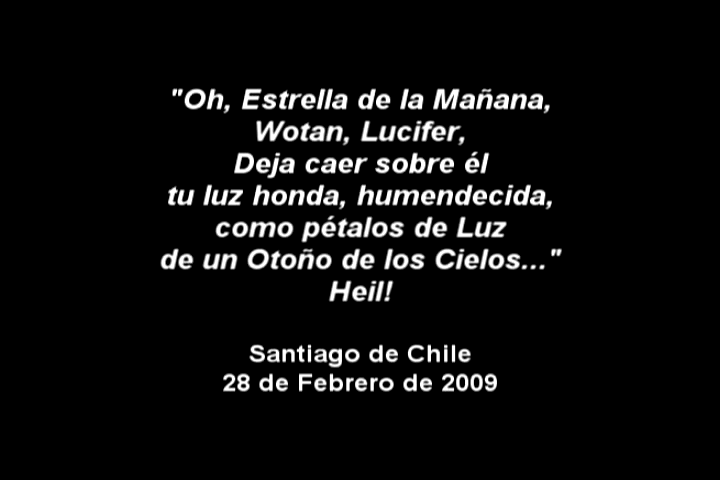 "Oh, Estrella de la Mañana,
Wotan, Lucifer,
Deja caer sobre él
tu luz honda, humendecida,
como pétalos de Luz
de un Otoño de los Cielos..."
Heil!
Santiago de Chile
28 de Febrero de 2009